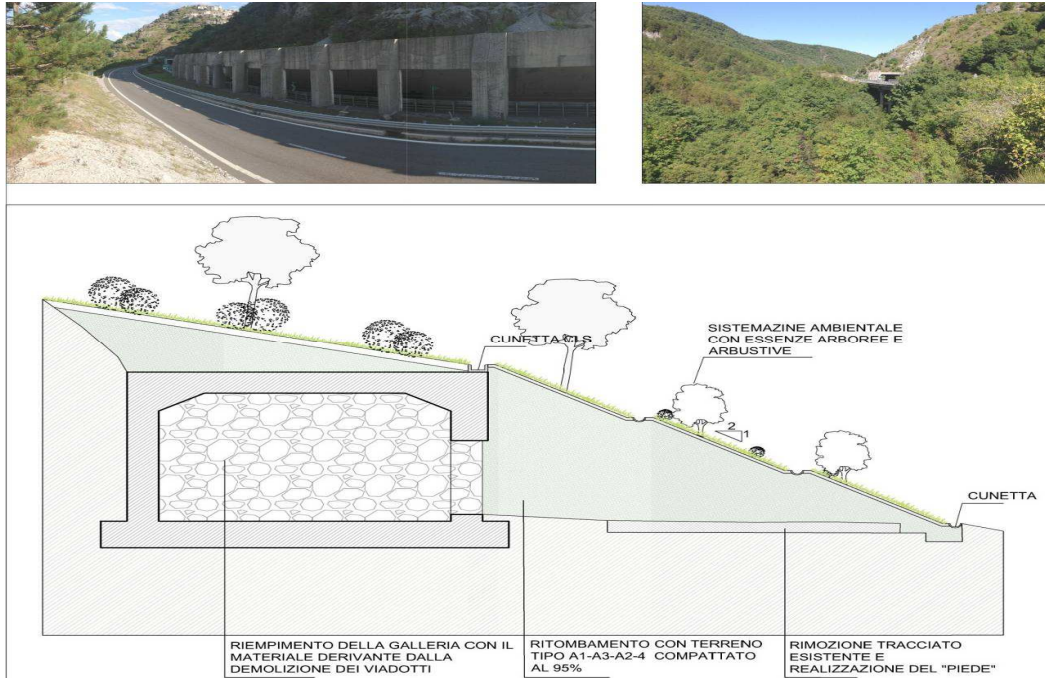 CUNETTA CLS
SISTEMAZINE AMBIENTALE
CON ESSENZE ARBOREE E
ARBUSTIVE
2
1
CUNETTA
RIEMPIMENTO DELLA GALLERIA CON IL
MATERIALE DERIVANTE DALLA
DEMOLIZIONE DEI VIADOTTI
RITOMBAMENTO CON TERRENO
TIPO A1-A3-A2-4 COMPATTATO
AL 95%
RIMOZIONE TRACCIATO
ESISTENTE E
REALIZZAZIONE DEL "PIEDE"